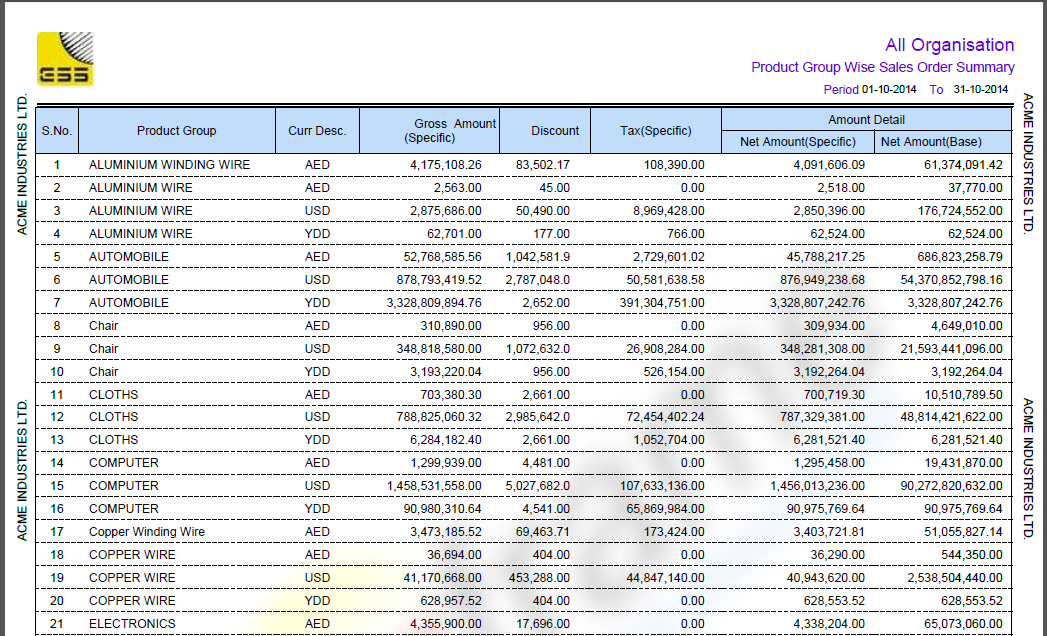 ESS
All Organisation
Product Group Wise Sales Order Summary
Period 01-10-2014 To 31-10-2014
ACME INDUSTRIES LTD.
ACME INDUSTRIES LTD.
S.No. Product Group Curr Desc. Gross Amount (Specific) Discount Tax(Specific) Amount Detail
Net Amount(Specific) Net Amount(Base)
1 ALUMINIUM WINDING WIRE AED 4,175,108.26 83,502.17 108,390.00 4,091,606.09 61,374,091.42
2 ALUMINIUM WIRE AED 2,563.00 45.00 0.00 2,518.00 37,770.00
3 ALUMINIUM WIRE USD 2,875,686.00 50,490.00 8,969,428.00 2,850,396.00 176,724,552.00
4 ALUMINIUM WIRE YDD 62,701.00 177.00 766.00 62,524.00 62,524.00
5 AUTOMOBILE AED 52,768,585.56 1,042,581.9 2,729,601.02 45,788,217.25 686,823,258.79
6 AUTOMOBILE USD 878,793,419.52 2,787,048.0 50,581,638.58 876,949,238.68 54,370,852,798.16
7 AUTOMOBILE YDD 3,328,809,894.76 2,652.00 391,304,751.00 3,328,807,242.76 3,328,807,242.76
8 Chair AED 310,890.00 956.00 0.00 309,934.00 4,649,010.00
9 Chair USD 348,818,580.00 1,072,632.0 26,908,284.00 348,281,308.00 21,593,441,096.00
10 Chair YDD 3,193,220.04 956.00 526,154.00 3,192,264.04 3,192,264.04
11 CLOTHS AED 703,380.30 2,661.00 0.00 700,719.30 10,510,789.50
12 CLOTHS USD 788,825,060.32 2,985,642.0 72,454,402.24 787,329,381.00 48,814,421,622.00
13 CLOTHS YDD 6,284,182.40 2,661.00 1,052,704.00 6,281,521.40 6,281,521.40
14 COMPUTER AED 1,299,939.00 4,481.00 0.00 1,295,458.00 19,431,870.00
15 COMPUTER USD 1,458,531,558.00 5,027,682.0 107,633,136.00 1,456,013,236.00 90,272,820,632.00
16 COMPUTER YDD 90,980,310.64 4,541.00 65,869,984.00 90,975,769.64 90,975,769.64
17 Copper Winding Wire AED 3,473,185.52 69,463.71 173,424.00 3,403,721.81 51,055,827.14
18 COPPER WIRE AED 36,694.00 404.00 0.00 36,290.00 544,350.00
19 COPPER WIRE USD 41,170,668.00 453,288.00 44,847,140.00 40,943,620.00 2,538,504,440.00
20 COPPER WIRE YDD 628,957.52 404.00 0.00 628,553.52 628,553.52
21 ELECTRONICS AED 4,355,900.00 17,696.00 0.00 4,338,204.00 65,073,060.00
ACME INDUSTRIES LTD.
ACME INDUSTRIES LTD.